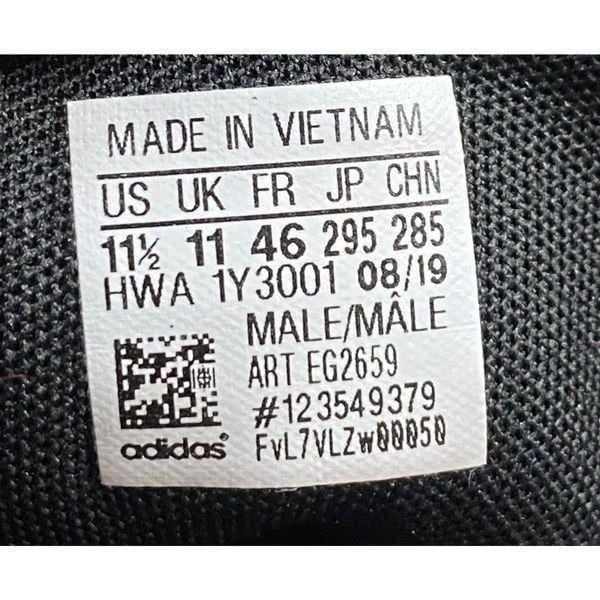 MADE IN VIETNAM
US UK FR JP CHN
11½ 11 46 295 285
HWA 1Y3001 08/19
MALE/MÂLE
ART EG2659
#123549379
adidas FvL7VLZw00050